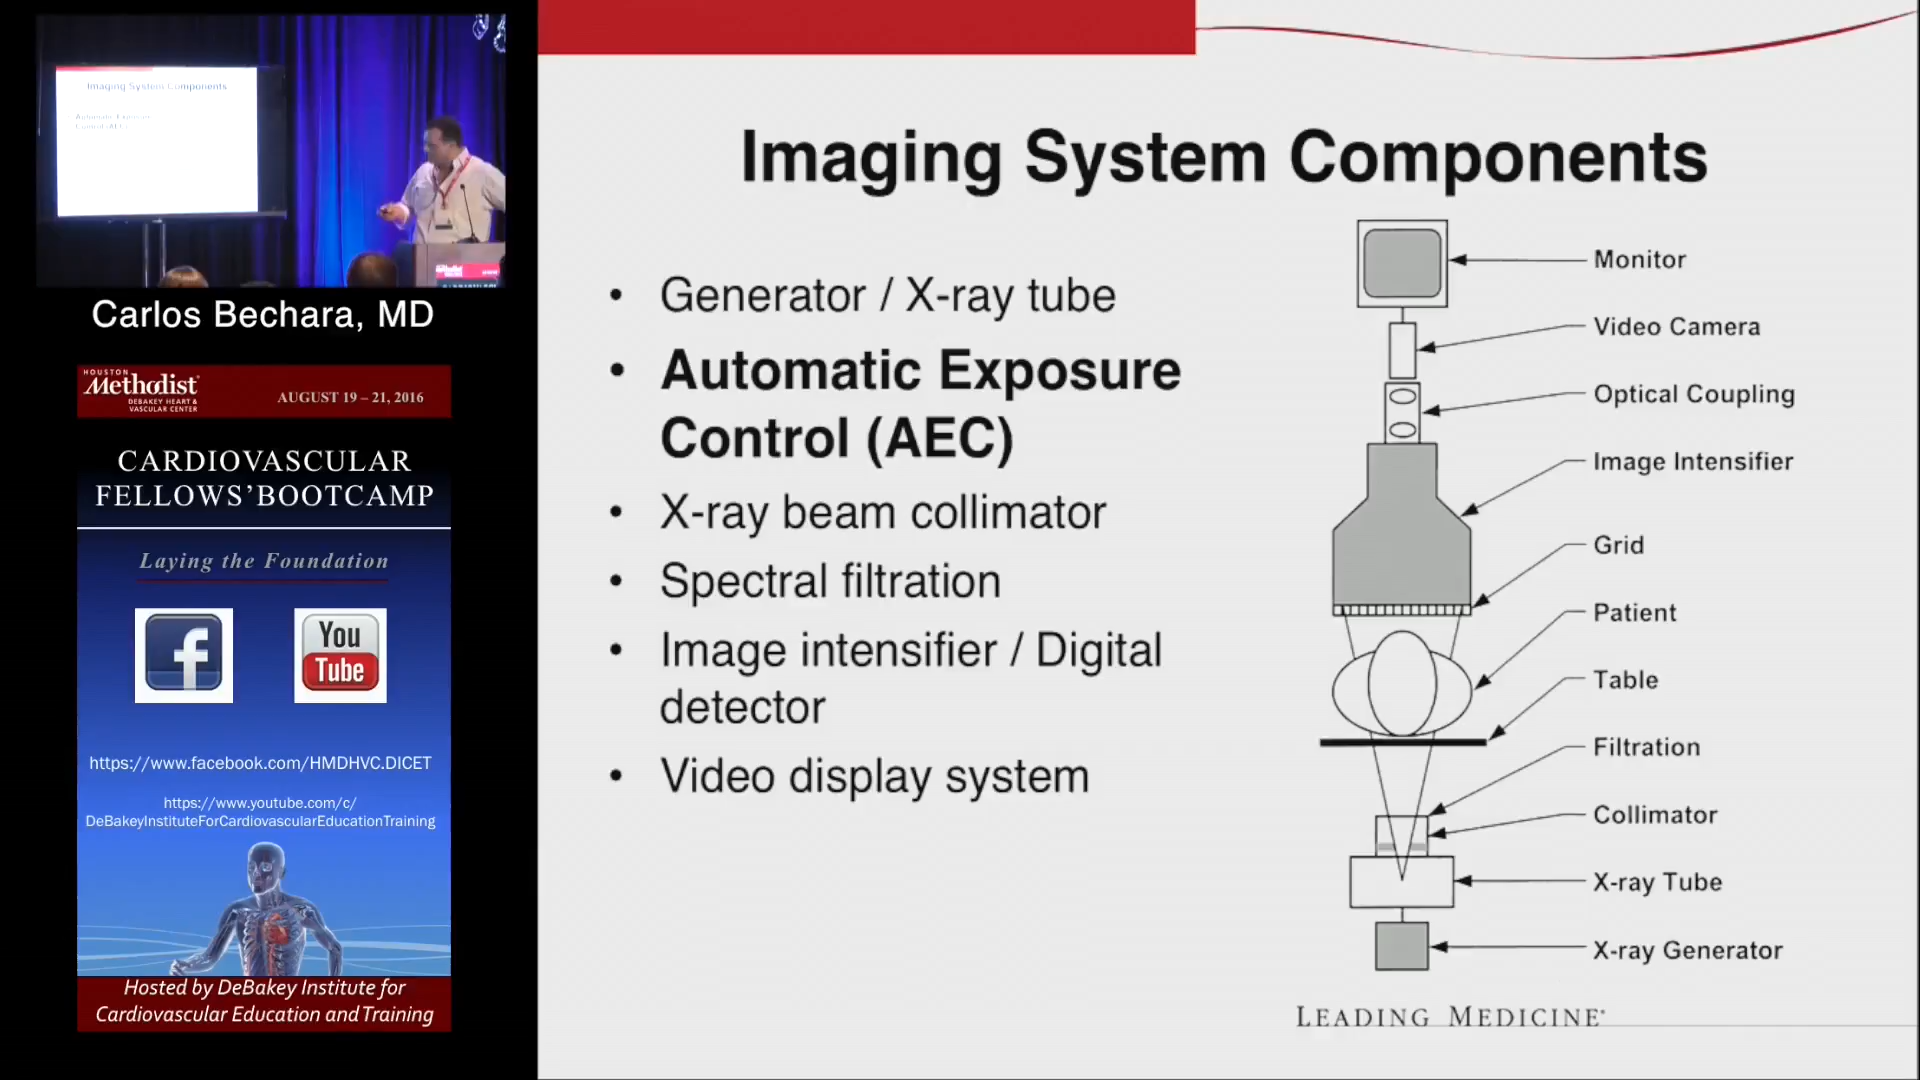 Imaging System Components
Automatic Exposure
Control (AEC)
Carlos Bechara, MD
HOUSTON
Methodist
DEBAKEY HEART &
VASCULAR CENTER
AUGUST 19 – 21, 2016
CARDIOVASCULAR
FELLOWS’BOOTCAMP
Laying the Foundation
f
You
Tube
https://www.facebook.com/HMDHVC.DICET
https://www.youtube.com/c/
DeBakeyInstituteForCardiovascularEducationTraining
Hosted by DeBakey Institute for
Cardiovascular Education and Training
Imaging System Components
• Generator / X-ray tube
• Automatic Exposure
Control (AEC)
• X-ray beam collimator
• Spectral filtration
• Image intensifier / Digital
detector
• Video display system
Monitor
Video Camera
Optical Coupling
Image Intensifier
Grid
Patient
Table
Filtration
Collimator
X-ray Tube
X-ray Generator
LEADING MEDICINE